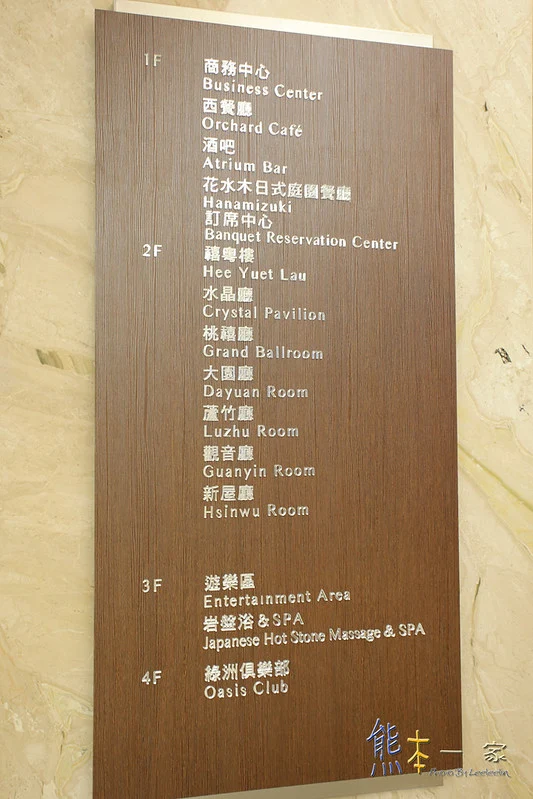 1F
商務中心
Business Center
西餐廳
Orchard Café
酒吧
Atrium Bar
花水木日式庭園餐廳
Hanamizuki
訂席中心
Banquet Reservation Center
2F
禧粵樓
Hee Yuet Lau
水晶廳
Crystal Pavilion
桃禧廳
Grand Ballroom
大園廳
Dayuan Room
蘆竹廳
Luzhu Room
觀音廳
Guanyin Room
新屋廳
Hsinwu Room
3F
遊樂區
Entertainment Area
岩盤浴&SPA
Japanese Hot Stone Massage & SPA
4F
綠洲俱樂部
Oasis Club
熊本一家